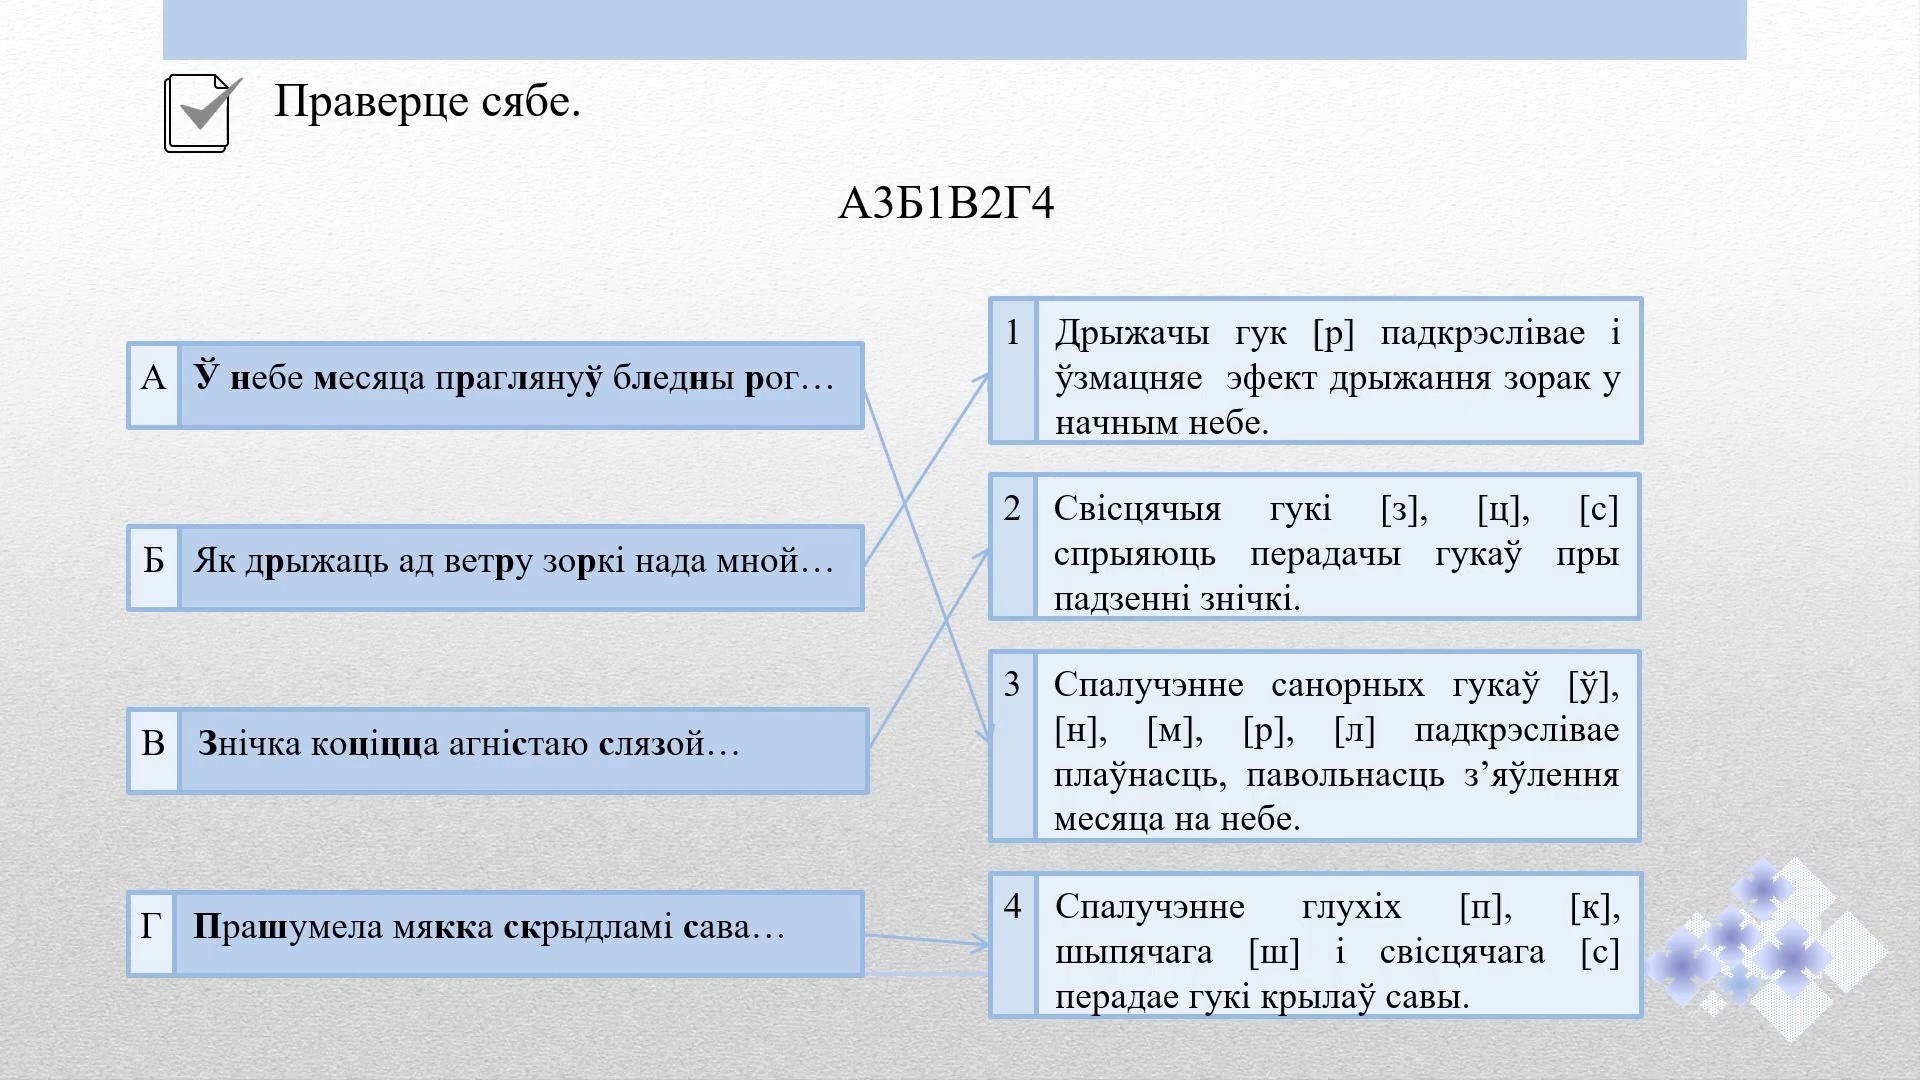 Праверце сябе.
А3Б1В2Г4
А Ў небе месяца праглянуў бледны рог…
Б Як дрыжаць ад ветру зоркі нада мной…
В Знічка коціцца агністаю слязой…
Г Прашумела мякка скрыдламі сава…
1 Дрыжачы гук [р] падкрэслівае і
ўзмацняе эфект дрыжання зорак у
начным небе.
2 Свісцячыя гукі [з], [ц], [с]
спрыяюць перадачы гукаў пры
падзенні знічкі.
3 Спалучэнне санорных гукаў [ў],
[н], [м], [р], [л] падкрэслівае
плаўнасць, павольнасць з’яўлення
месяца на небе.
4 Спалучэнне глухіх [п], [к],
шыпячага [ш] і свісцячага [с]
перадае гукі крылаў савы.